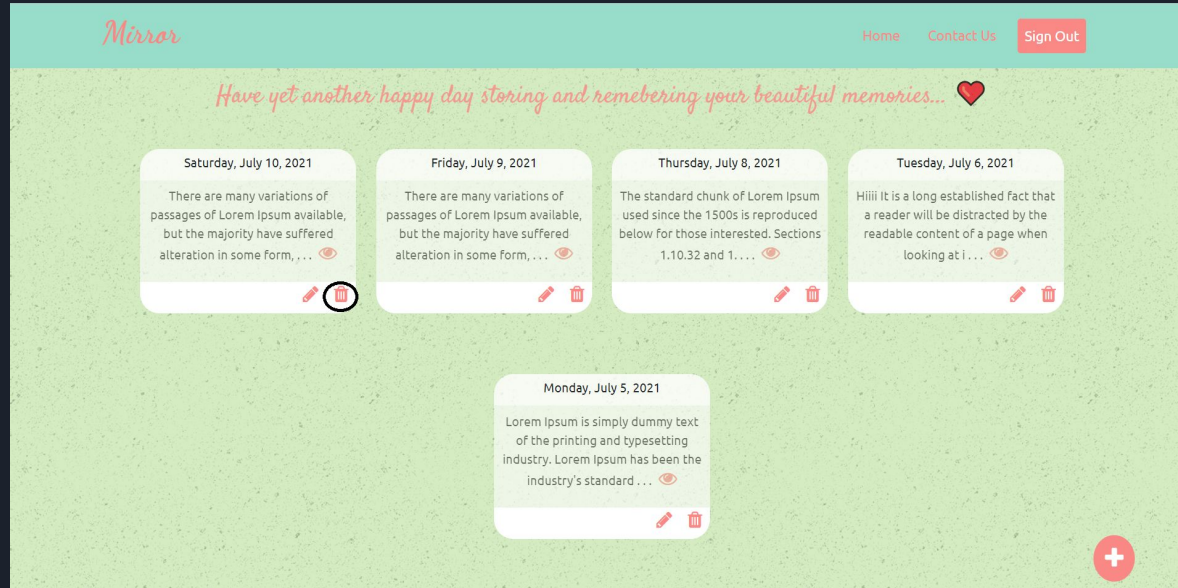 Mirror
Home
Contact Us
Sign Out
Have yet another happy day storing and remebering your beautiful memories...
Saturday, July 10, 2021
There are many variations of
passages of Lorem Ipsum available,
but the majority have suffered
alteration in some form, . . .
Friday, July 9, 2021
There are many variations of
passages of Lorem Ipsum available,
but the majority have suffered
alteration in some form, . . .
Thursday, July 8, 2021
The standard chunk of Lorem Ipsum
used since the 1500s is reproduced
below for those interested. Sections
1.10.32 and 1. . . .
Tuesday, July 6, 2021
Hiiii It is a long established fact that
a reader will be distracted by the
readable content of a page when
looking at i . . .
Monday, July 5, 2021
Lorem Ipsum is simply dummy text
of the printing and typesetting
industry. Lorem Ipsum has been the
industry's standard . . .